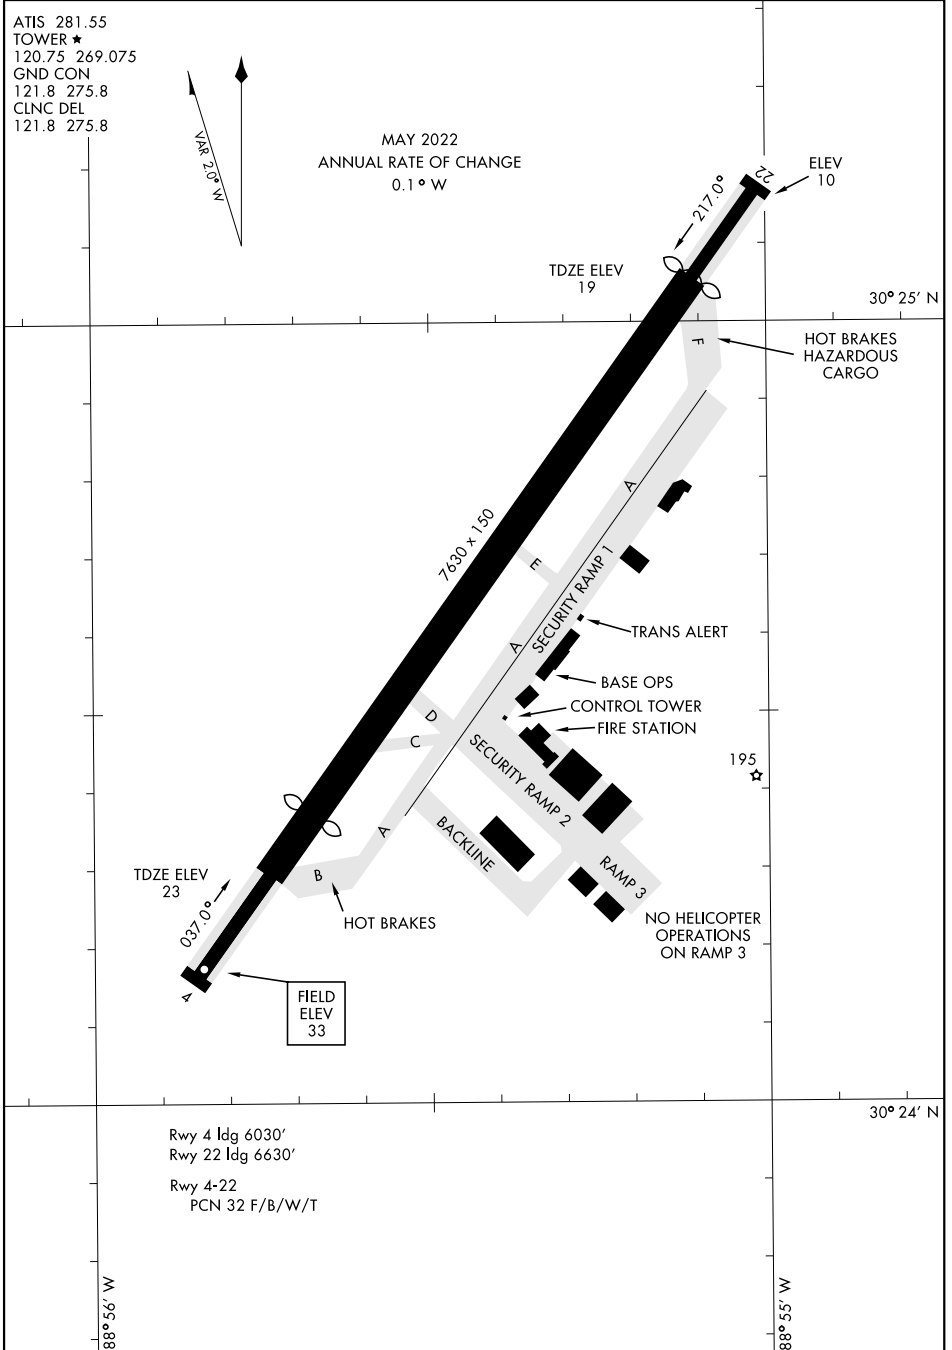 ATIS 281.55
TOWER ★
120.75 269.075
GND CON
121.8 275.8
CLNC DEL
121.8 275.8
VAR 2.0° W
MAY 2022
ANNUAL RATE OF CHANGE
0.1° W
ELEV
10
22
217.0°
TDZE ELEV
19
30° 25' N
F
HOT BRAKES
HAZARDOUS
CARGO
A
7630 x 150
E
SECURITY RAMP 1
A
TRANS ALERT
BASE OPS
CONTROL TOWER
FIRE STATION
D
C
SECURITY RAMP 2
195
A
BACKLINE
RAMP 3
TDZE ELEV
23
B
037.0°
HOT BRAKES
NO HELICOPTER
OPERATIONS
ON RAMP 3
4
FIELD
ELEV
33
30° 24' N
Rwy 4 ldg 6030'
Rwy 22 ldg 6630'
Rwy 4-22
PCN 32 F/B/W/T
88° 56' W
88° 55' W